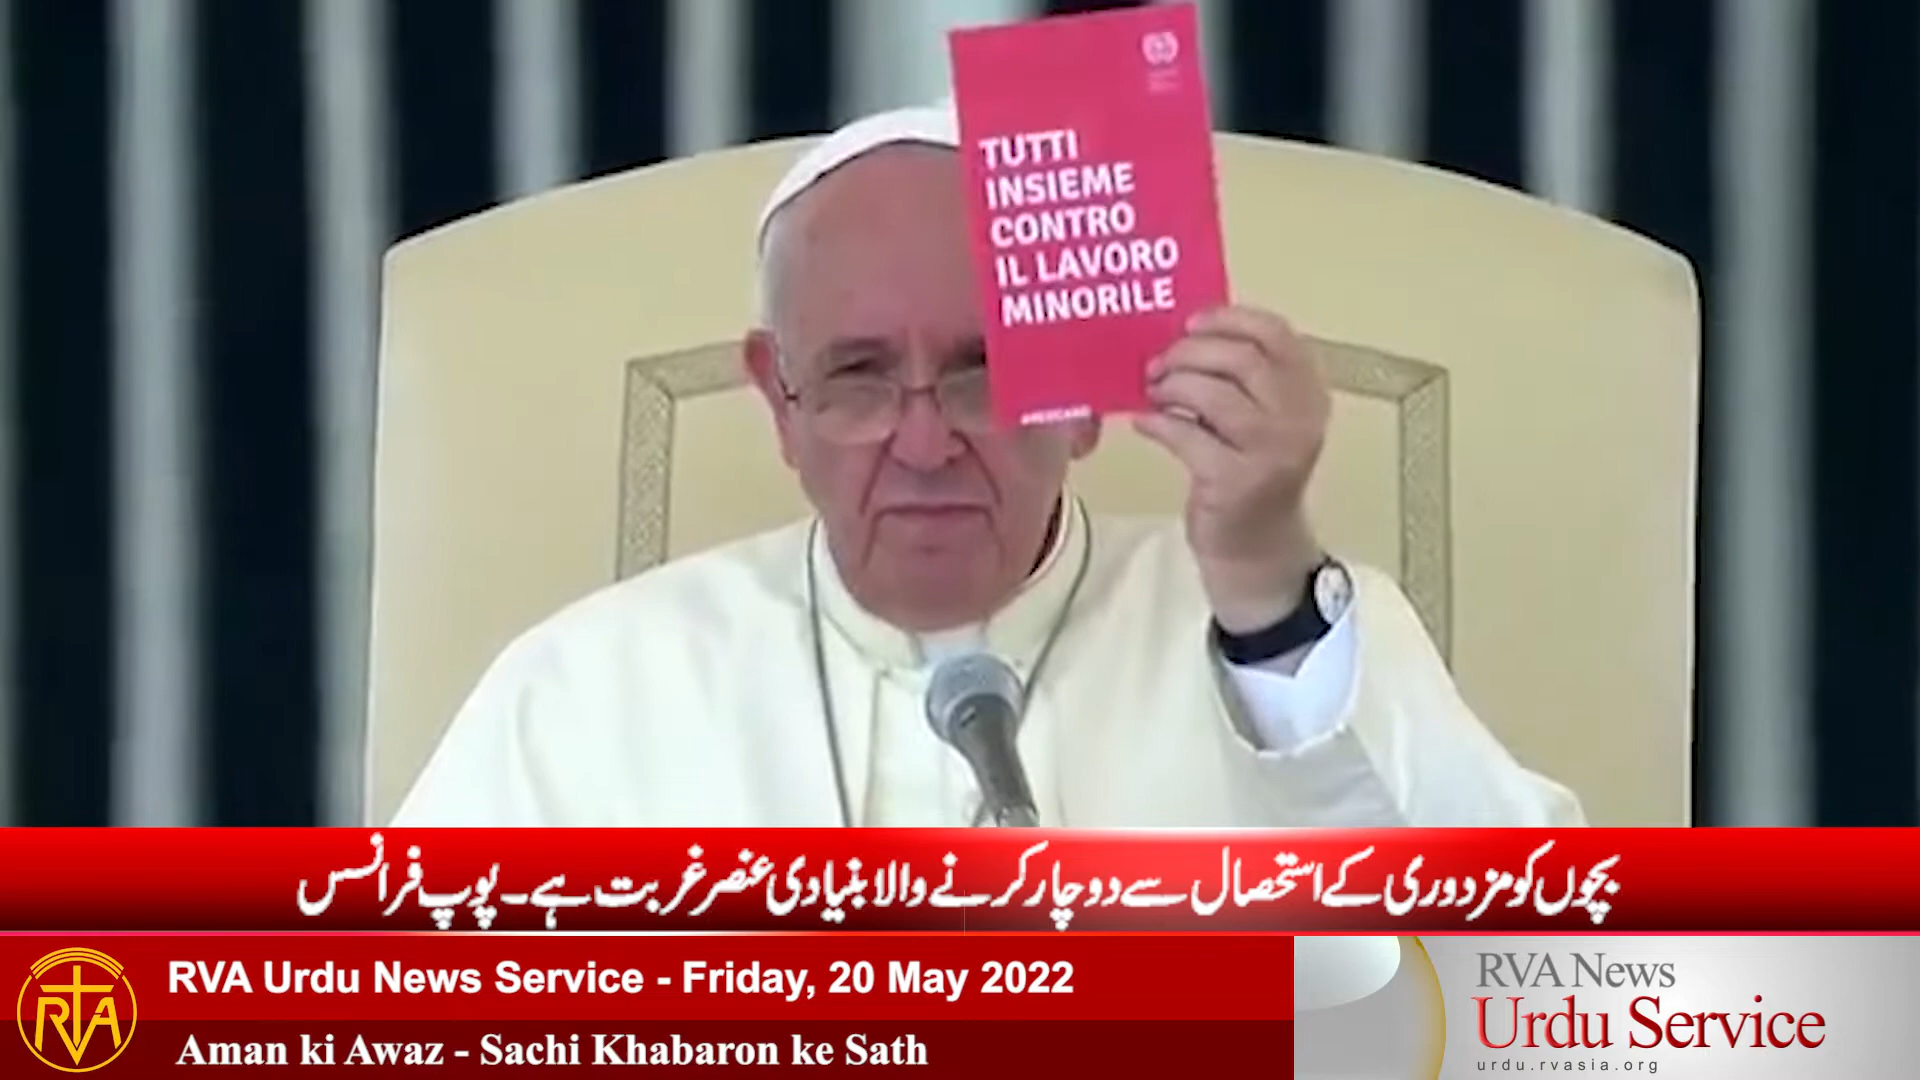 TUTTI
INSIEME
CONTRO
IL LAVORO
MINORILE
بچوں کو مزدوری کے استحصال سے دوچار کرنے والا بنیادی عنصر غربت ہے۔ پوپ فرانسس
RVA Urdu News Service - Friday, 20 May 2022
Aman ki Awaz - Sachi Khabaron ke Sath
RVA
RVA News
Urdu Service
urdu.rvasia.org